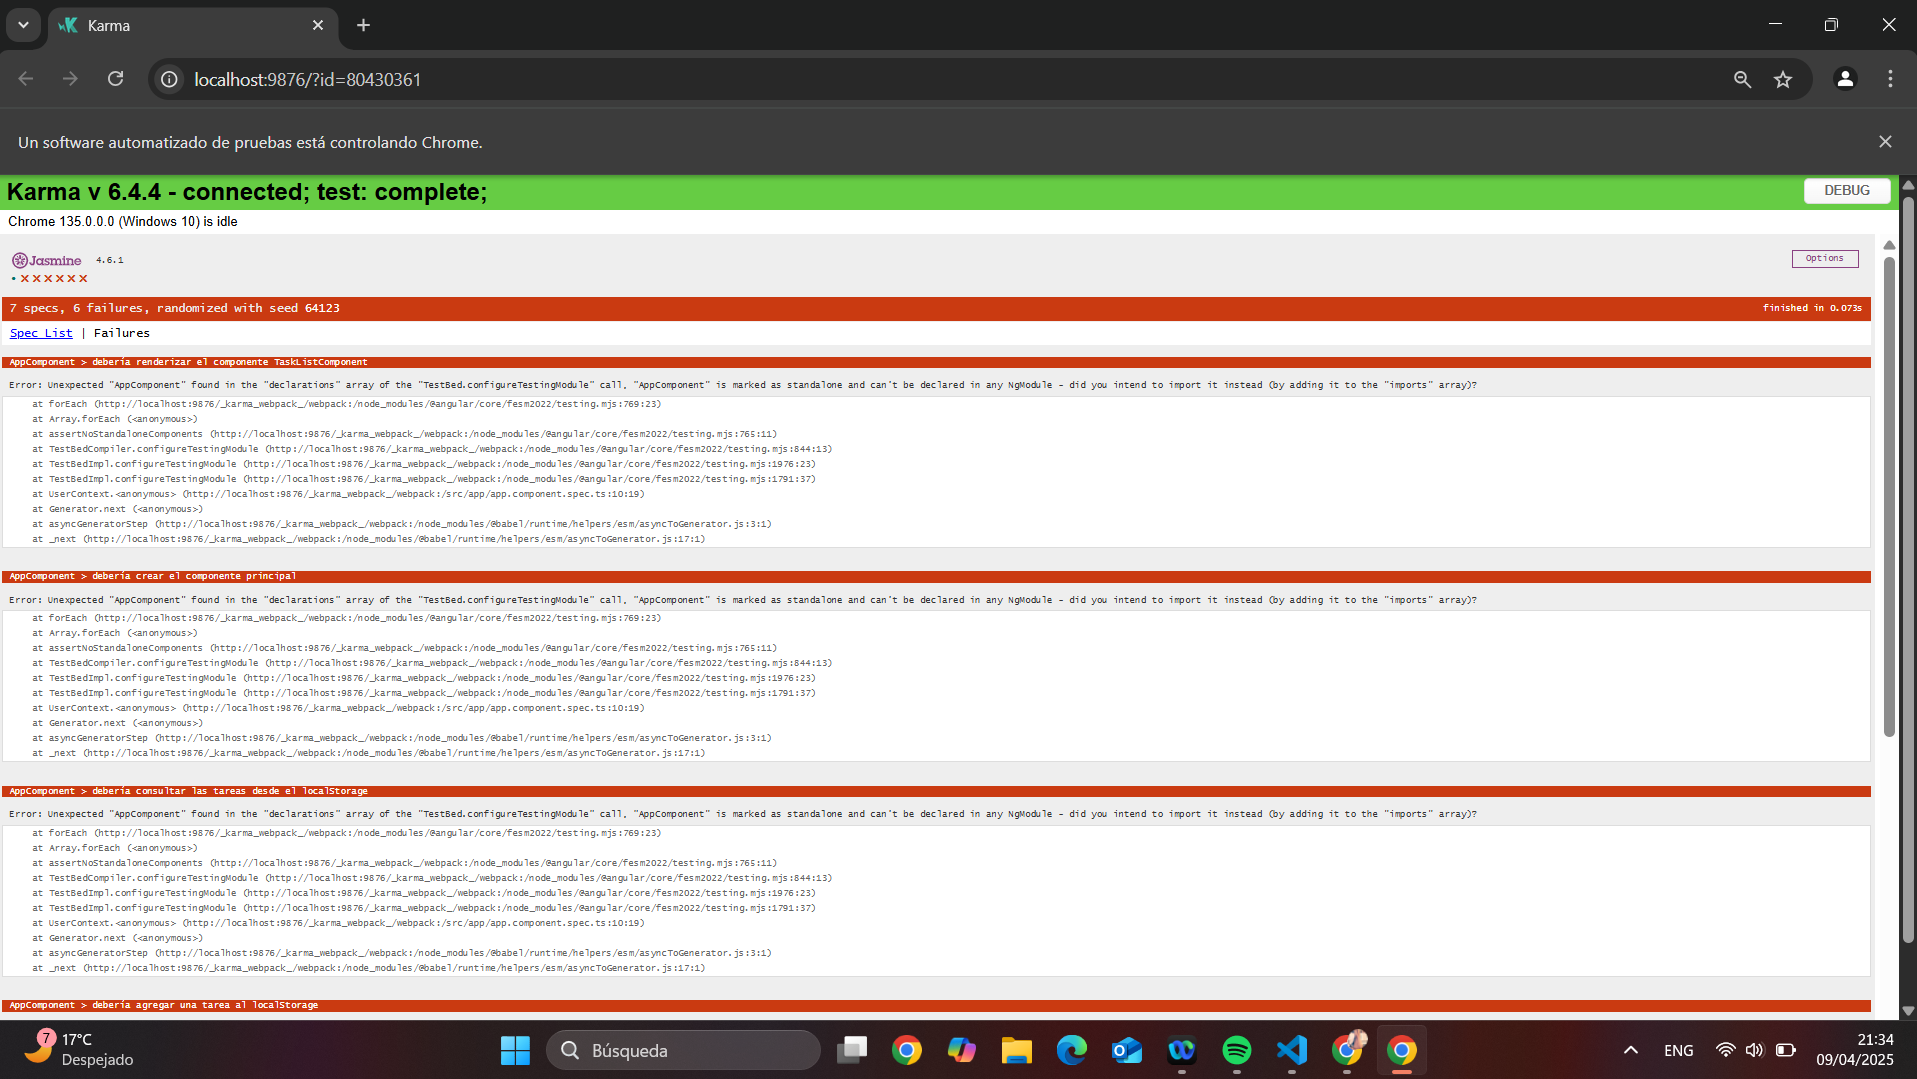 Karma
localhost:9876/?id=80430361
Un software automatizado de pruebas está controlando Chrome.
Karma v 6.4.4 - connected; test: complete;
DEBUG
Chrome 135.0.0.0 (Windows 10) is idle
Jasmine 4.6.1
Options
• x x x x x x
7 specs, 6 failures, randomized with seed 64123
finished in 0.073s
Spec List | Failures
AppComponent > debería renderizar el componente TaskListComponent
Error: Unexpected "AppComponent" found in the "declarations" array of the "TestBed.configureTestingModule" call, "AppComponent" is marked as standalone and can't be declared in any NgModule - did you intend to import it instead (by adding it to the "imports" array)?
at forEach (http://localhost:9876/_karma_webpack_/webpack:/node_modules/@angular/core/fesm2022/testing.mjs:769:23)
at Array.forEach (<anonymous>)
at assertNoStandaloneComponents (http://localhost:9876/_karma_webpack_/webpack:/node_modules/@angular/core/fesm2022/testing.mjs:765:11)
at TestBedCompiler.configureTestingModule (http://localhost:9876/_karma_webpack_/webpack:/node_modules/@angular/core/fesm2022/testing.mjs:844:13)
at TestBedImpl.configureTestingModule (http://localhost:9876/_karma_webpack_/webpack:/node_modules/@angular/core/fesm2022/testing.mjs:1976:23)
at TestBedImpl.configureTestingModule (http://localhost:9876/_karma_webpack_/webpack:/node_modules/@angular/core/fesm2022/testing.mjs:1791:37)
at UserContext.<anonymous> (http://localhost:9876/_karma_webpack_/webpack:/src/app/app.component.spec.ts:10:19)
at Generator.next (<anonymous>)
at asyncGeneratorStep (http://localhost:9876/_karma_webpack_/webpack:/node_modules/@babel/runtime/helpers/esm/asyncToGenerator.js:3:1)
at _next (http://localhost:9876/_karma_webpack_/webpack:/node_modules/@babel/runtime/helpers/esm/asyncToGenerator.js:17:1)
AppComponent > debería crear el componente principal
Error: Unexpected "AppComponent" found in the "declarations" array of the "TestBed.configureTestingModule" call, "AppComponent" is marked as standalone and can't be declared in any NgModule - did you intend to import it instead (by adding it to the "imports" array)?
at forEach (http://localhost:9876/_karma_webpack_/webpack:/node_modules/@angular/core/fesm2022/testing.mjs:769:23)
at Array.forEach (<anonymous>)
at assertNoStandaloneComponents (http://localhost:9876/_karma_webpack_/webpack:/node_modules/@angular/core/fesm2022/testing.mjs:765:11)
at TestBedCompiler.configureTestingModule (http://localhost:9876/_karma_webpack_/webpack:/node_modules/@angular/core/fesm2022/testing.mjs:844:13)
at TestBedImpl.configureTestingModule (http://localhost:9876/_karma_webpack_/webpack:/node_modules/@angular/core/fesm2022/testing.mjs:1976:23)
at TestBedImpl.configureTestingModule (http://localhost:9876/_karma_webpack_/webpack:/node_modules/@angular/core/fesm2022/testing.mjs:1791:37)
at UserContext.<anonymous> (http://localhost:9876/_karma_webpack_/webpack:/src/app/app.component.spec.ts:10:19)
at Generator.next (<anonymous>)
at asyncGeneratorStep (http://localhost:9876/_karma_webpack_/webpack:/node_modules/@babel/runtime/helpers/esm/asyncToGenerator.js:3:1)
at _next (http://localhost:9876/_karma_webpack_/webpack:/node_modules/@babel/runtime/helpers/esm/asyncToGenerator.js:17:1)
AppComponent > debería consultar las tareas desde el localStorage
Error: Unexpected "AppComponent" found in the "declarations" array of the "TestBed.configureTestingModule" call, "AppComponent" is marked as standalone and can't be declared in any NgModule - did you intend to import it instead (by adding it to the "imports" array)?
at forEach (http://localhost:9876/_karma_webpack_/webpack:/node_modules/@angular/core/fesm2022/testing.mjs:769:23)
at Array.forEach (<anonymous>)
at assertNoStandaloneComponents (http://localhost:9876/_karma_webpack_/webpack:/node_modules/@angular/core/fesm2022/testing.mjs:765:11)
at TestBedCompiler.configureTestingModule (http://localhost:9876/_karma_webpack_/webpack:/node_modules/@angular/core/fesm2022/testing.mjs:844:13)
at TestBedImpl.configureTestingModule (http://localhost:9876/_karma_webpack_/webpack:/node_modules/@angular/core/fesm2022/testing.mjs:1976:23)
at TestBedImpl.configureTestingModule (http://localhost:9876/_karma_webpack_/webpack:/node_modules/@angular/core/fesm2022/testing.mjs:1791:37)
at UserContext.<anonymous> (http://localhost:9876/_karma_webpack_/webpack:/src/app/app.component.spec.ts:10:19)
at Generator.next (<anonymous>)
at asyncGeneratorStep (http://localhost:9876/_karma_webpack_/webpack:/node_modules/@babel/runtime/helpers/esm/asyncToGenerator.js:3:1)
at _next (http://localhost:9876/_karma_webpack_/webpack:/node_modules/@babel/runtime/helpers/esm/asyncToGenerator.js:17:1)
AppComponent > debería agregar una tarea al localStorage
7
17°C
Despejado
Búsqueda
ENG
21:34
09/04/2025